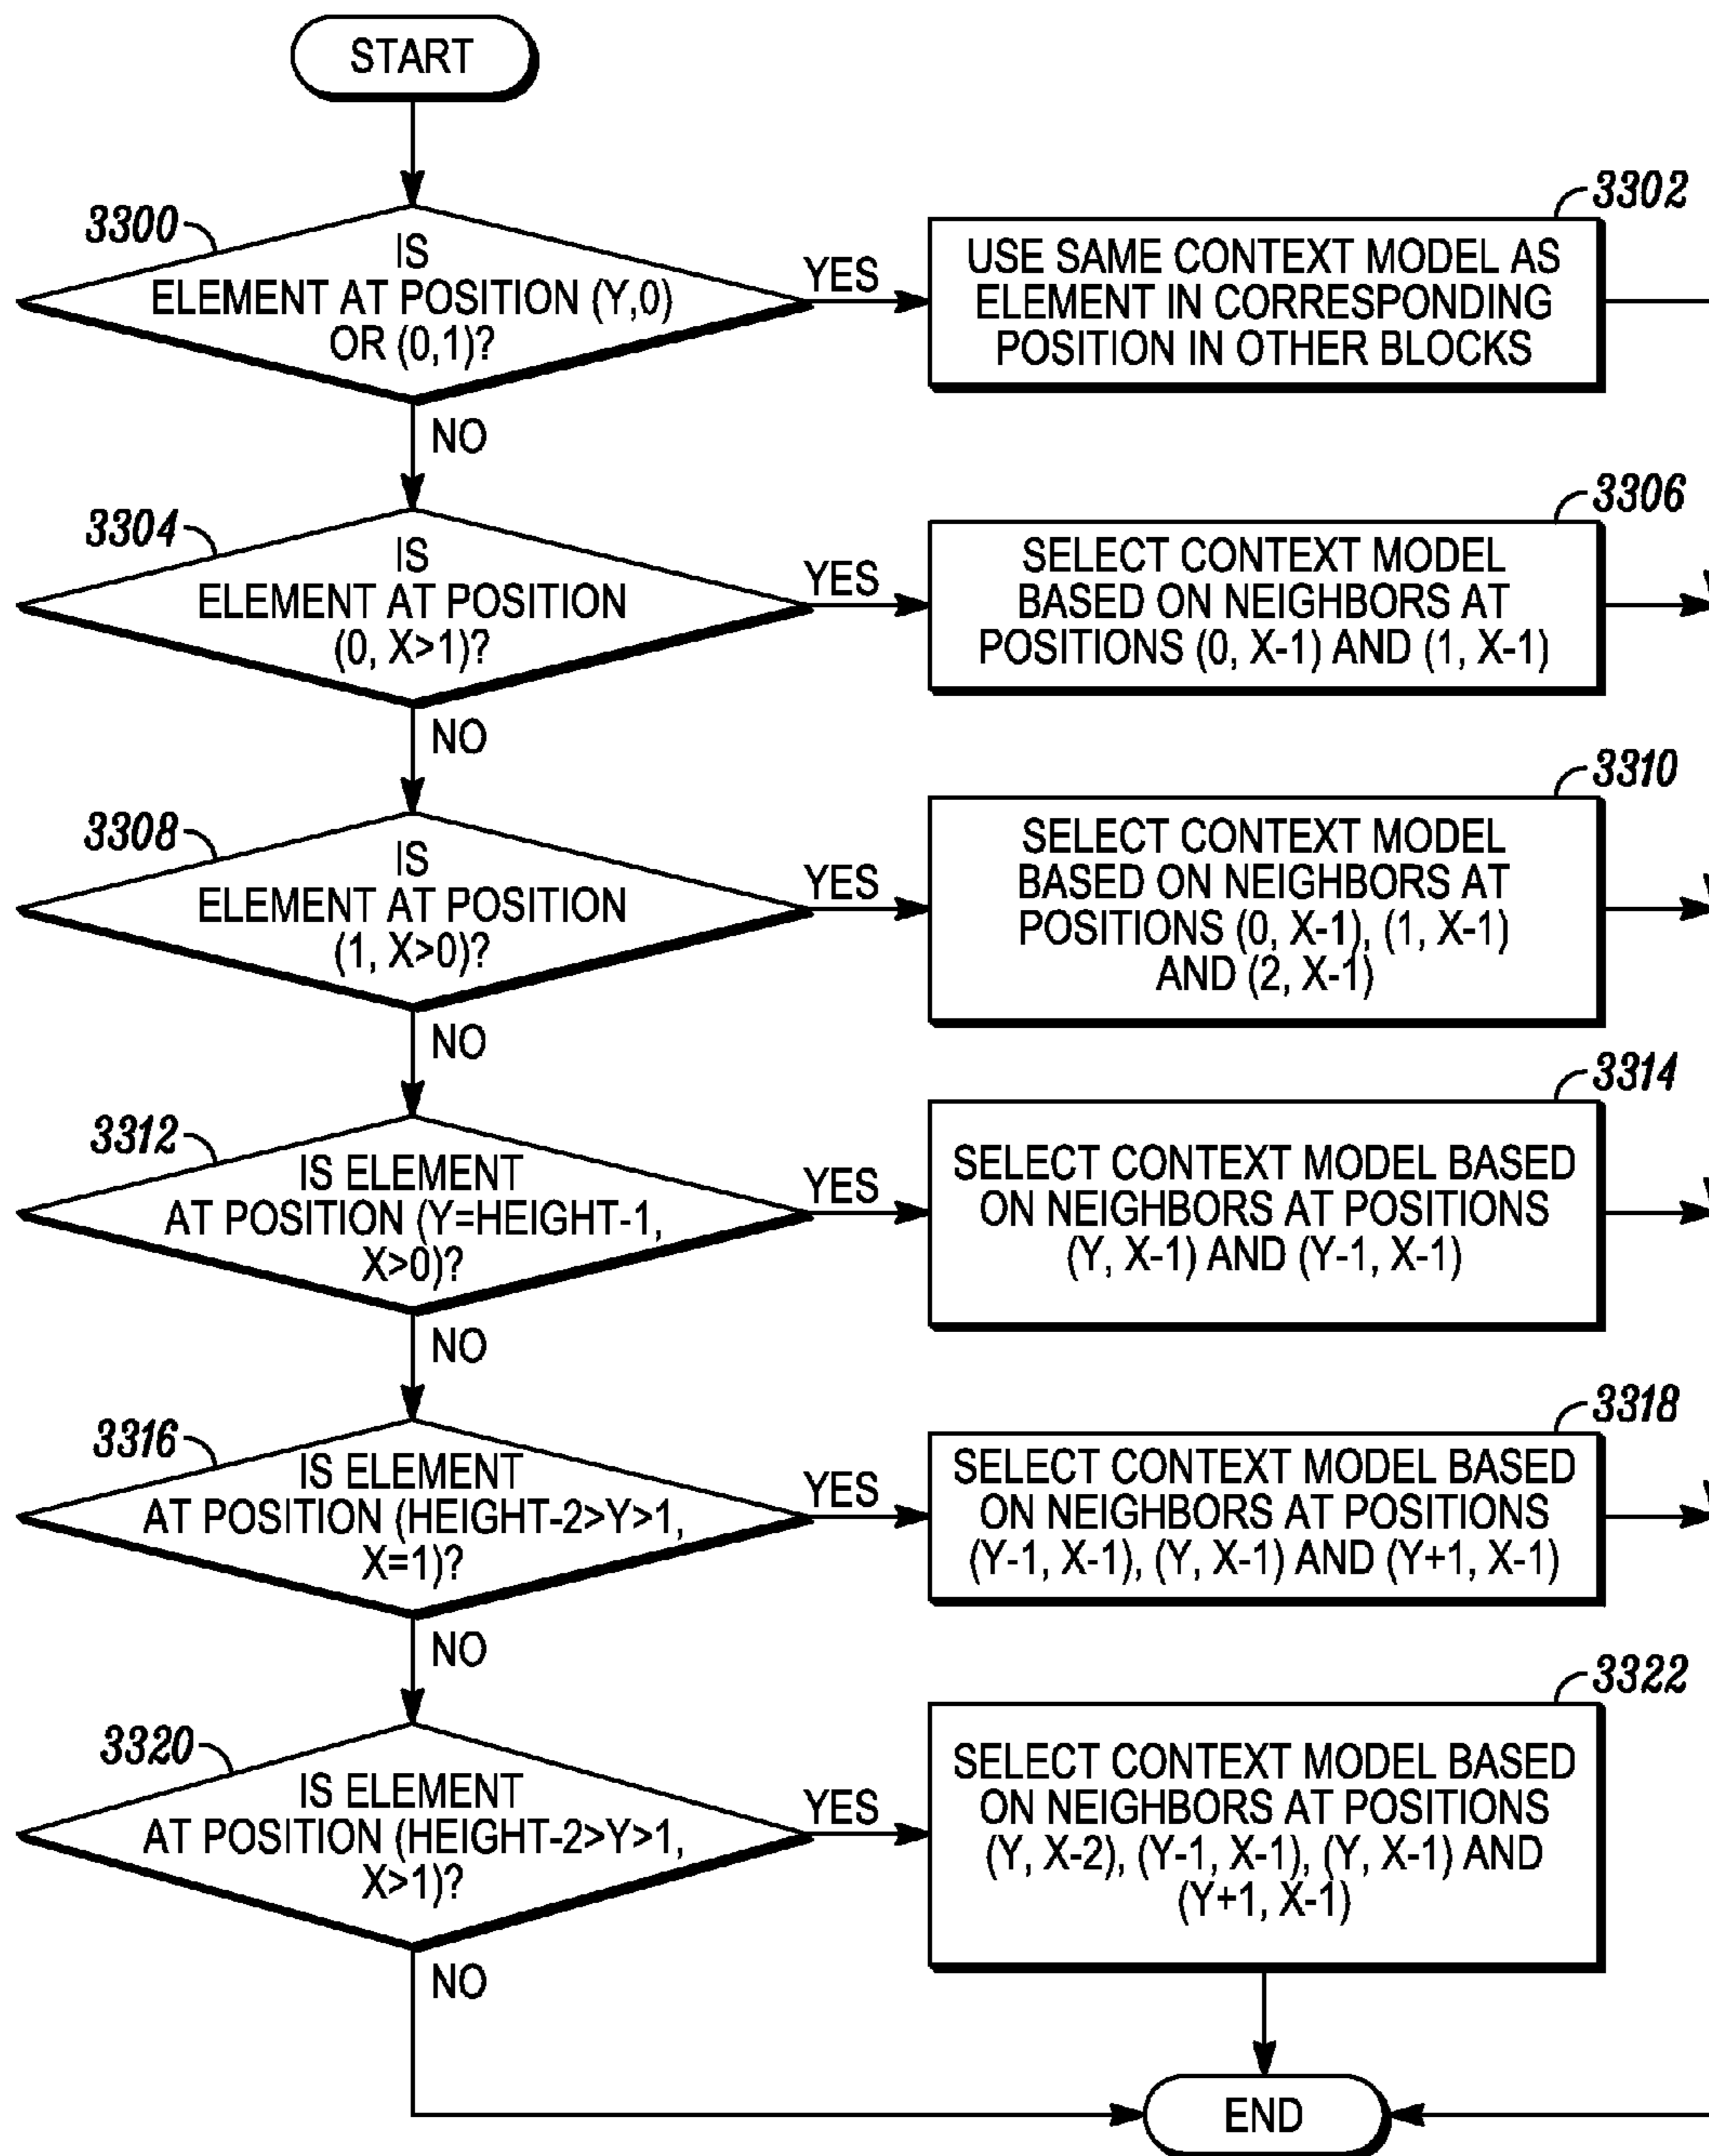 START
3300
IS
ELEMENT AT POSITION (Y,0)
OR (0,1)?
YES
3302
USE SAME CONTEXT MODEL AS
ELEMENT IN CORRESPONDING
POSITION IN OTHER BLOCKS
NO
3304
IS
ELEMENT AT POSITION
(0, X>1)?
YES
3306
SELECT CONTEXT MODEL
BASED ON NEIGHBORS AT
POSITIONS (0, X-1) AND (1, X-1)
NO
3308
IS
ELEMENT AT POSITION
(1, X>0)?
YES
3310
SELECT CONTEXT MODEL
BASED ON NEIGHBORS AT
POSITIONS (0, X-1), (1, X-1)
AND (2, X-1)
NO
3312
IS ELEMENT
AT POSITION (Y=HEIGHT-1,
X>0)?
YES
3314
SELECT CONTEXT MODEL BASED
ON NEIGHBORS AT POSITIONS
(Y, X-1) AND (Y-1, X-1)
NO
3316
IS ELEMENT
AT POSITION (HEIGHT-2>Y>1,
X=1)?
YES
3318
SELECT CONTEXT MODEL BASED
ON NEIGHBORS AT POSITIONS
(Y-1, X-1), (Y, X-1) AND (Y+1, X-1)
NO
3320
IS ELEMENT
AT POSITION (HEIGHT-2>Y>1,
X>1)?
YES
3322
SELECT CONTEXT MODEL BASED
ON NEIGHBORS AT POSITIONS
(Y, X-2), (Y-1, X-1), (Y, X-1) AND
(Y+1, X-1)
NO
END